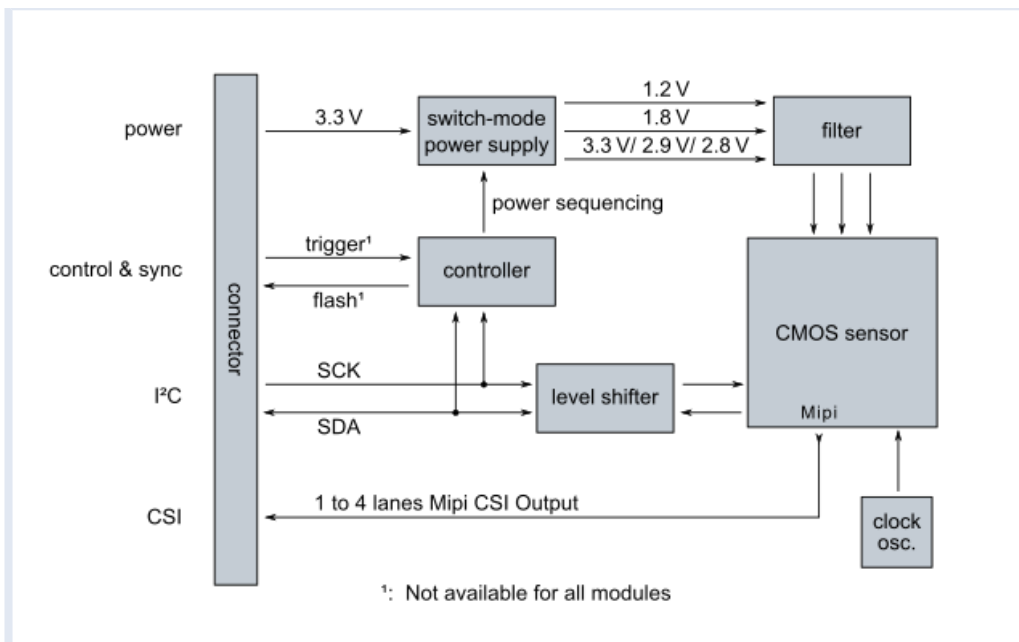 power
3.3 V
switch-mode
power supply
1.2 V
1.8 V
3.3 V/ 2.9 V/ 2.8 V
filter
power sequencing
control & sync
trigger¹
flash¹
controller
connector
CMOS sensor
Mipi
I²C
SCK
SDA
level shifter
CSI
1 to 4 lanes Mipi CSI Output
clock
osc.
¹: Not available for all modules